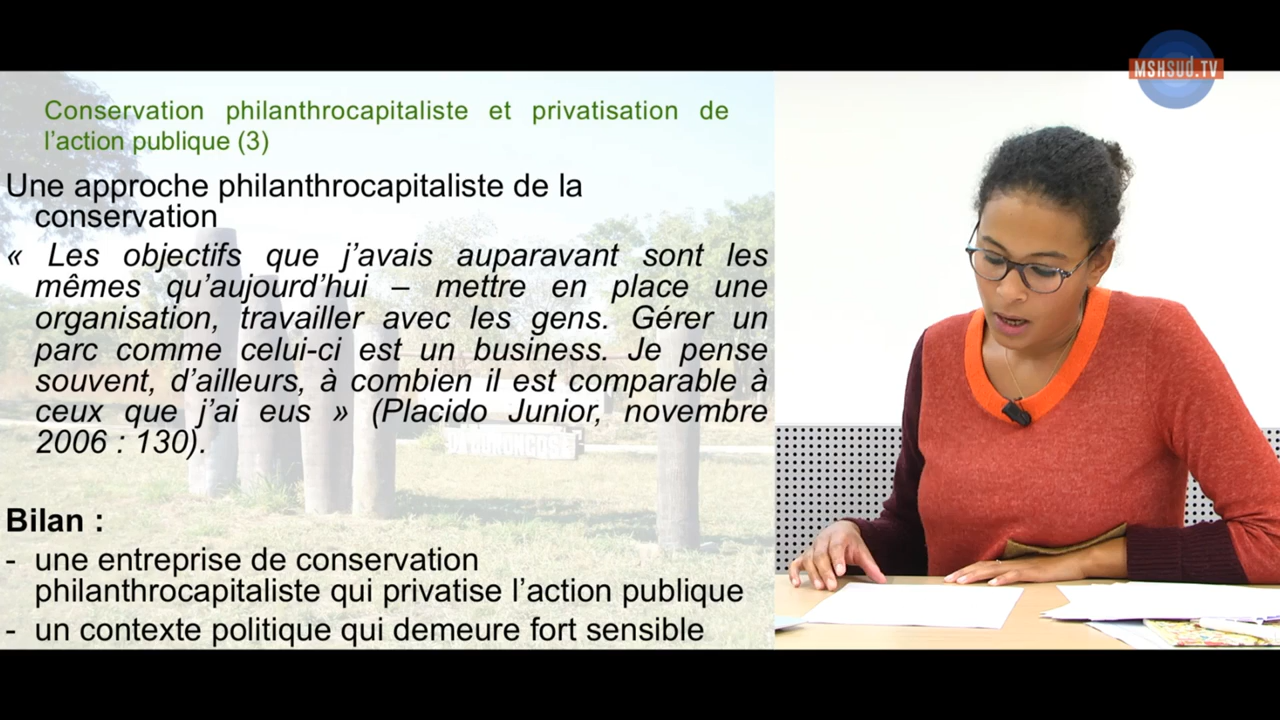 MSHSUD.TV
Conservation philanthrocapitaliste et privatisation de
l'action publique (3)
Une approche philanthrocapitaliste de la
conservation
« Les objectifs que j'avais auparavant sont les
mêmes qu'aujourd'hui – mettre en place une
organisation, travailler avec les gens. Gérer un
parc comme celui-ci est un business. Je pense
souvent, d'ailleurs, à combien il est comparable à
ceux que j'ai eus » (Placido Junior, novembre
2006 : 130).
Bilan :
- une entreprise de conservation
philanthrocapitaliste qui privatise l'action publique
- un contexte politique qui demeure fort sensible